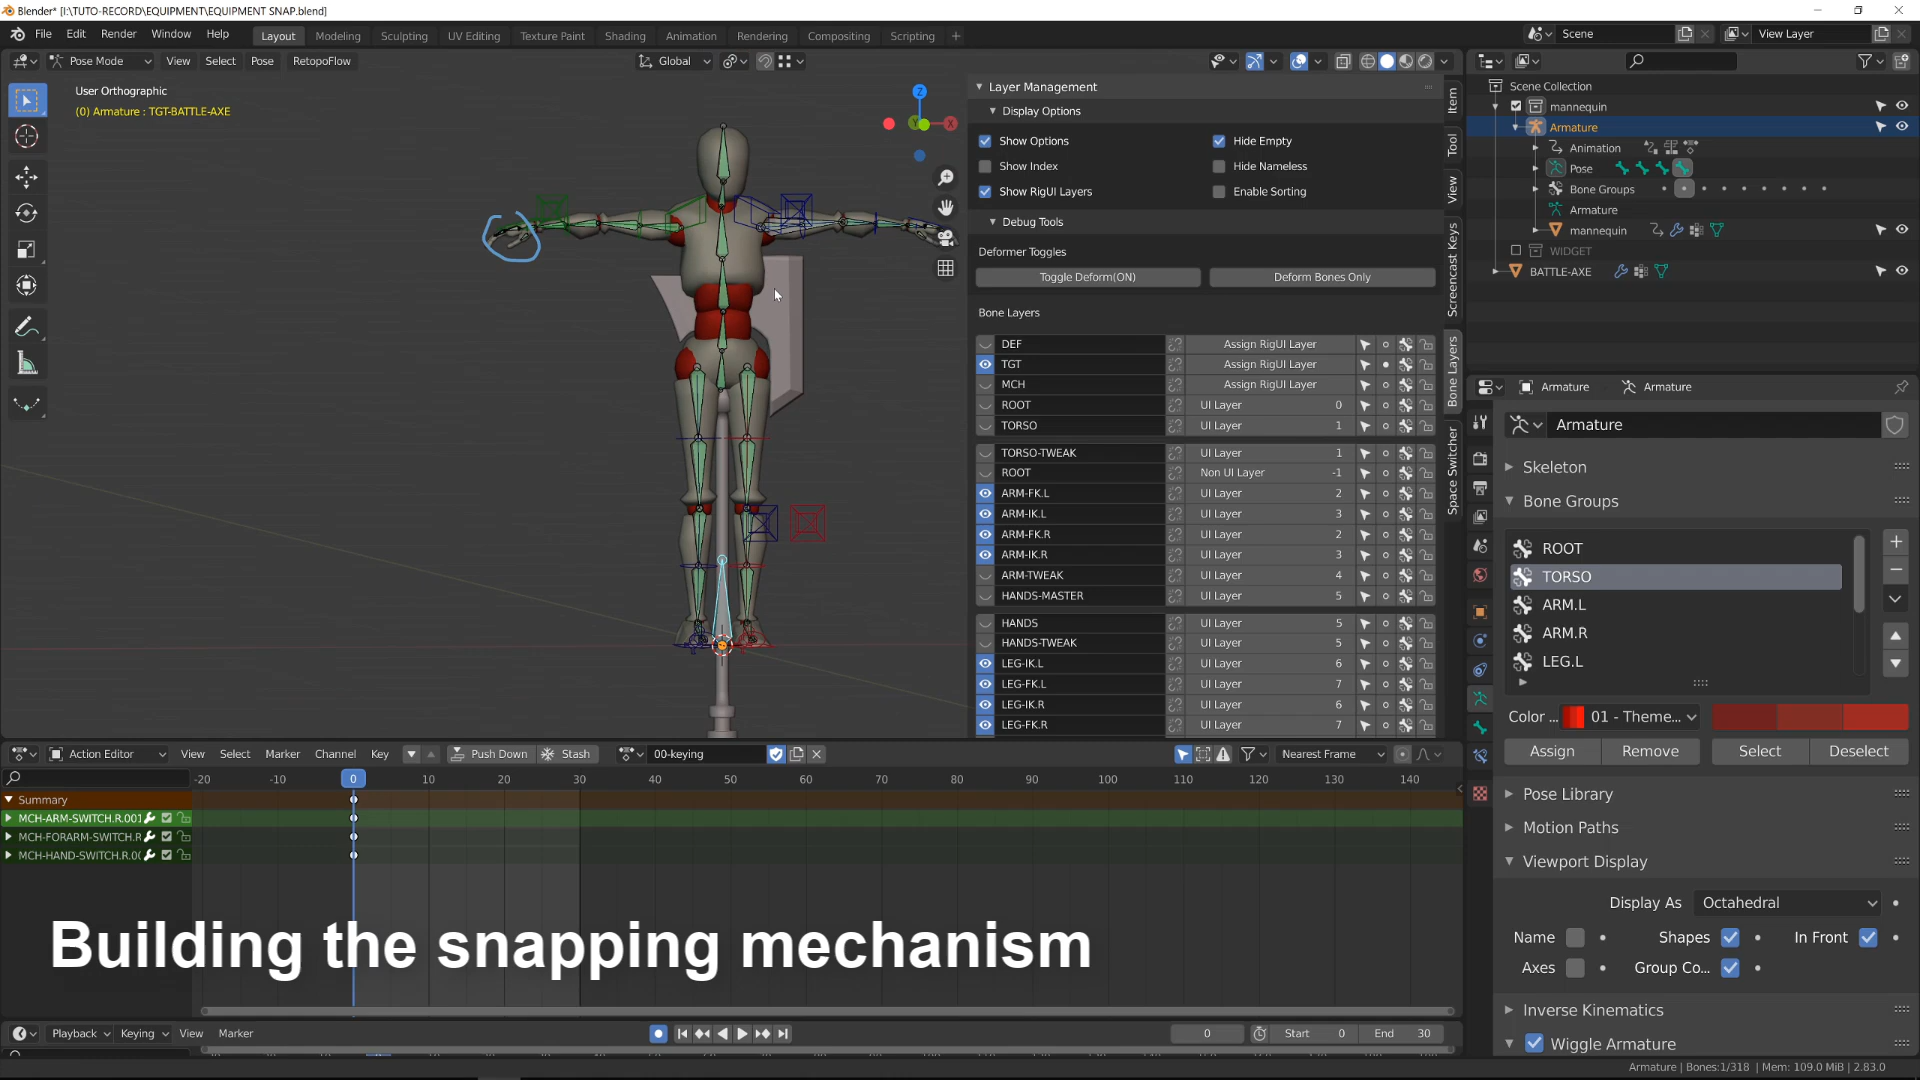 Blender* [I:\TUTO-RECORD\EQUIPMENT\EQUIPMENT SNAP.blend]
File Edit Render Window Help Layout Modeling Sculpting UV Editing Texture Paint Shading Animation Rendering Compositing Scripting + Scene View Layer
Pose Mode View Select Pose RetopoFlow Global
User Orthographic
(0) Armature : TGT-BATTLE-AXE
Z
Y
X
Layer Management
Display Options
Show Options Hide Empty
Show Index Hide Nameless
Show RigUI Layers Enable Sorting
Debug Tools
Deformer Toggles
Toggle Deform(ON) Deform Bones Only
Bone Layers
DEF Assign RigUI Layer
TGT Assign RigUI Layer
MCH Assign RigUI Layer
ROOT UI Layer 0
TORSO UI Layer 1
TORSO-TWEAK UI Layer 1
ROOT Non UI Layer -1
ARM-FK.L UI Layer 2
ARM-IK.L UI Layer 3
ARM-FK.R UI Layer 2
ARM-IK.R UI Layer 3
ARM-TWEAK UI Layer 4
HANDS-MASTER UI Layer 5
HANDS UI Layer 5
HANDS-TWEAK UI Layer 5
LEG-IK.L UI Layer 6
LEG-FK.L UI Layer 7
LEG-IK.R UI Layer 6
LEG-FK.R UI Layer 7
Item
Tool
View
Screencast Keys
Bone Layers
Space Switcher
Scene Collection
mannequin
Armature
Animation
Pose
Bone Groups
Armature
mannequin
WIDGET
BATTLE-AXE
Armature Armature
Armature
Skeleton
Bone Groups
ROOT
TORSO
ARM.L
ARM.R
LEG.L
Color ... 01 - Theme...
Assign Remove Select Deselect
Pose Library
Motion Paths
Viewport Display
Display As Octahedral
Name Shapes In Front
Axes Group Co...
Inverse Kinematics
Wiggle Armature
Action Editor View Select Marker Channel Key Push Down Stash 00-keying Nearest Frame
-20 -10 0 10 20 30 40 50 60 70 80 90 100 110 120 130 140
Summary
MCH-ARM-SWITCH.R.001
MCH-FORARM-SWITCH.R
MCH-HAND-SWITCH.R.00
Building the snapping mechanism
Playback Keying View Marker 0 Start 0 End 30
Armature | Bones:1/318 | Mem: 109.0 MiB | 2.83.0